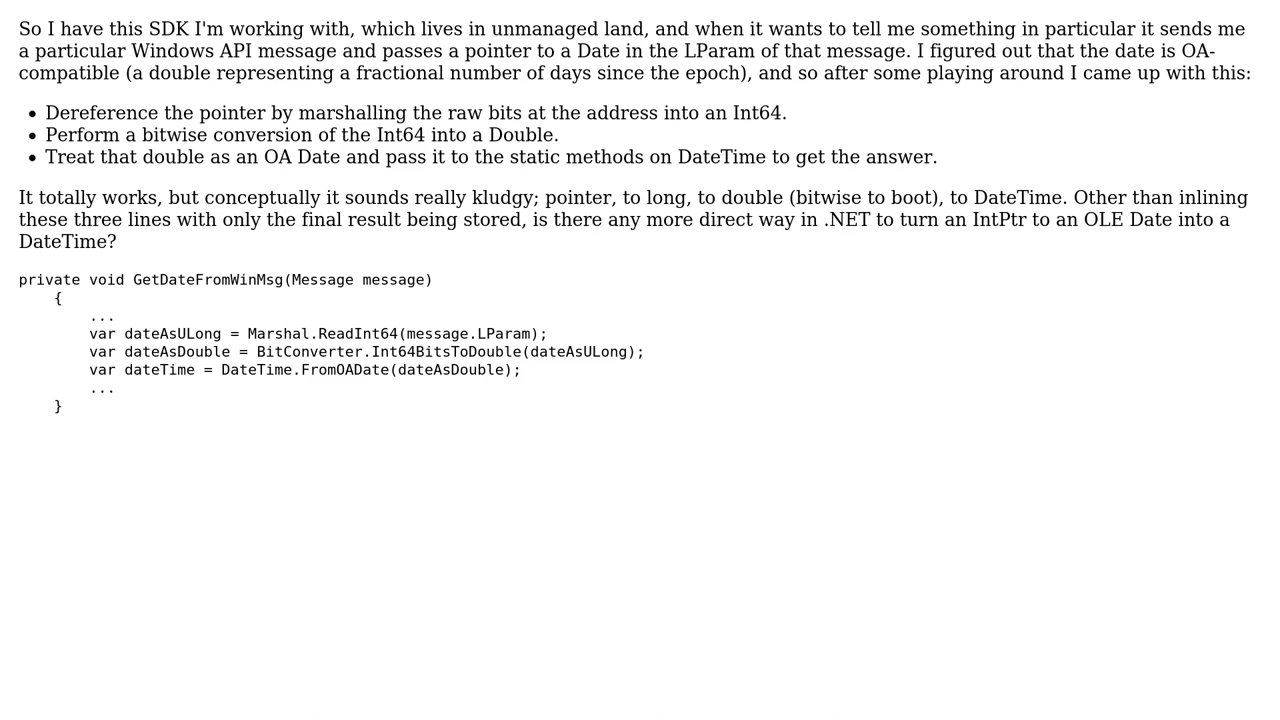 So I have this SDK I'm working with, which lives in unmanaged land, and when it wants to tell me something in particular it sends me
a particular Windows API message and passes a pointer to a Date in the LParam of that message. I figured out that the date is OA-
compatible (a double representing a fractional number of days since the epoch), and so after some playing around I came up with this:
• Dereference the pointer by marshalling the raw bits at the address into an Int64.
• Perform a bitwise conversion of the Int64 into a Double.
• Treat that double as an OA Date and pass it to the static methods on DateTime to get the answer.
It totally works, but conceptually it sounds really kludgy; pointer, to long, to double (bitwise to boot), to DateTime. Other than inlining
these three lines with only the final result being stored, is there any more direct way in .NET to turn an IntPtr to an OLE Date into a
DateTime?
private void GetDateFromWinMsg(Message message)
    {
        ...
        var dateAsULong = Marshal.ReadInt64(message.LParam);
        var dateAsDouble = BitConverter.Int64BitsToDouble(dateAsULong);
        var dateTime = DateTime.FromOADate(dateAsDouble);
        ...
    }